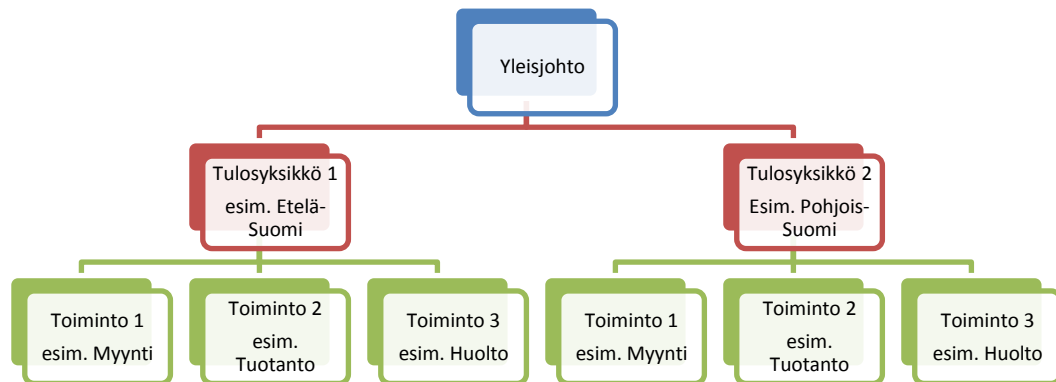 Yleisjohto
Tulosyksikkö 1
esim. Etelä-
Suomi
Tulosyksikkö 2
Esim. Pohjois-
Suomi
Toiminto 1
esim. Myynti
Toiminto 2
esim.
Tuotanto
Toiminto 3
esim. Huolto
Toiminto 1
esim. Myynti
Toiminto 2
esim.
Tuotanto
Toiminto 3
esim. Huolto